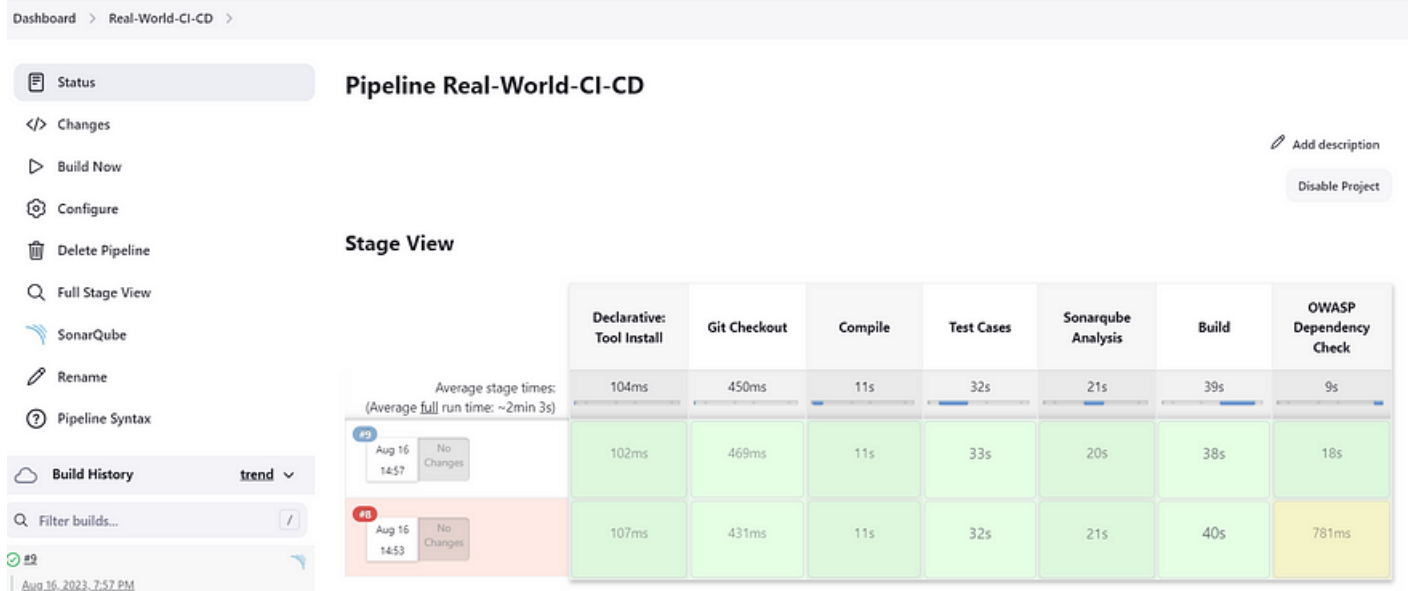 Dashboard > Real-World-CI-CD >
Status
Changes
Build Now
Configure
Delete Pipeline
Full Stage View
SonarQube
Rename
Pipeline Syntax
Build History trend
Filter builds... /
#9
Aug 16, 2023, 7:57 PM
Pipeline Real-World-CI-CD
Add description
Disable Project
Stage View
Declarative: Tool Install
Git Checkout
Compile
Test Cases
Sonarqube Analysis
Build
OWASP Dependency Check
Average stage times:
(Average full run time: ~2min 3s)
104ms 450ms 11s 32s 21s 39s 9s
#9
Aug 16 14:57
No Changes
102ms 469ms 11s 33s 20s 38s 18s
#8
Aug 16 14:53
No Changes
107ms 431ms 11s 32s 21s 40s 781ms